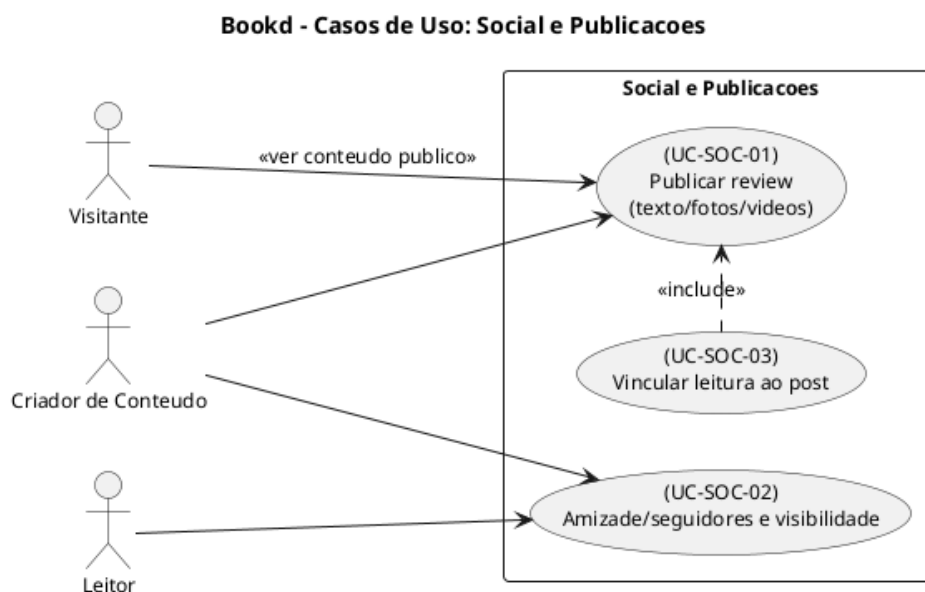 Bookd - Casos de Uso: Social e Publicacoes
Social e Publicacoes
(UC-SOC-01)
Publicar review
(texto/fotos/videos)
«ver conteudo publico»
Visitante
«include»
(UC-SOC-03)
Vincular leitura ao post
Criador de Conteudo
(UC-SOC-02)
Amizade/seguidores e visibilidade
Leitor